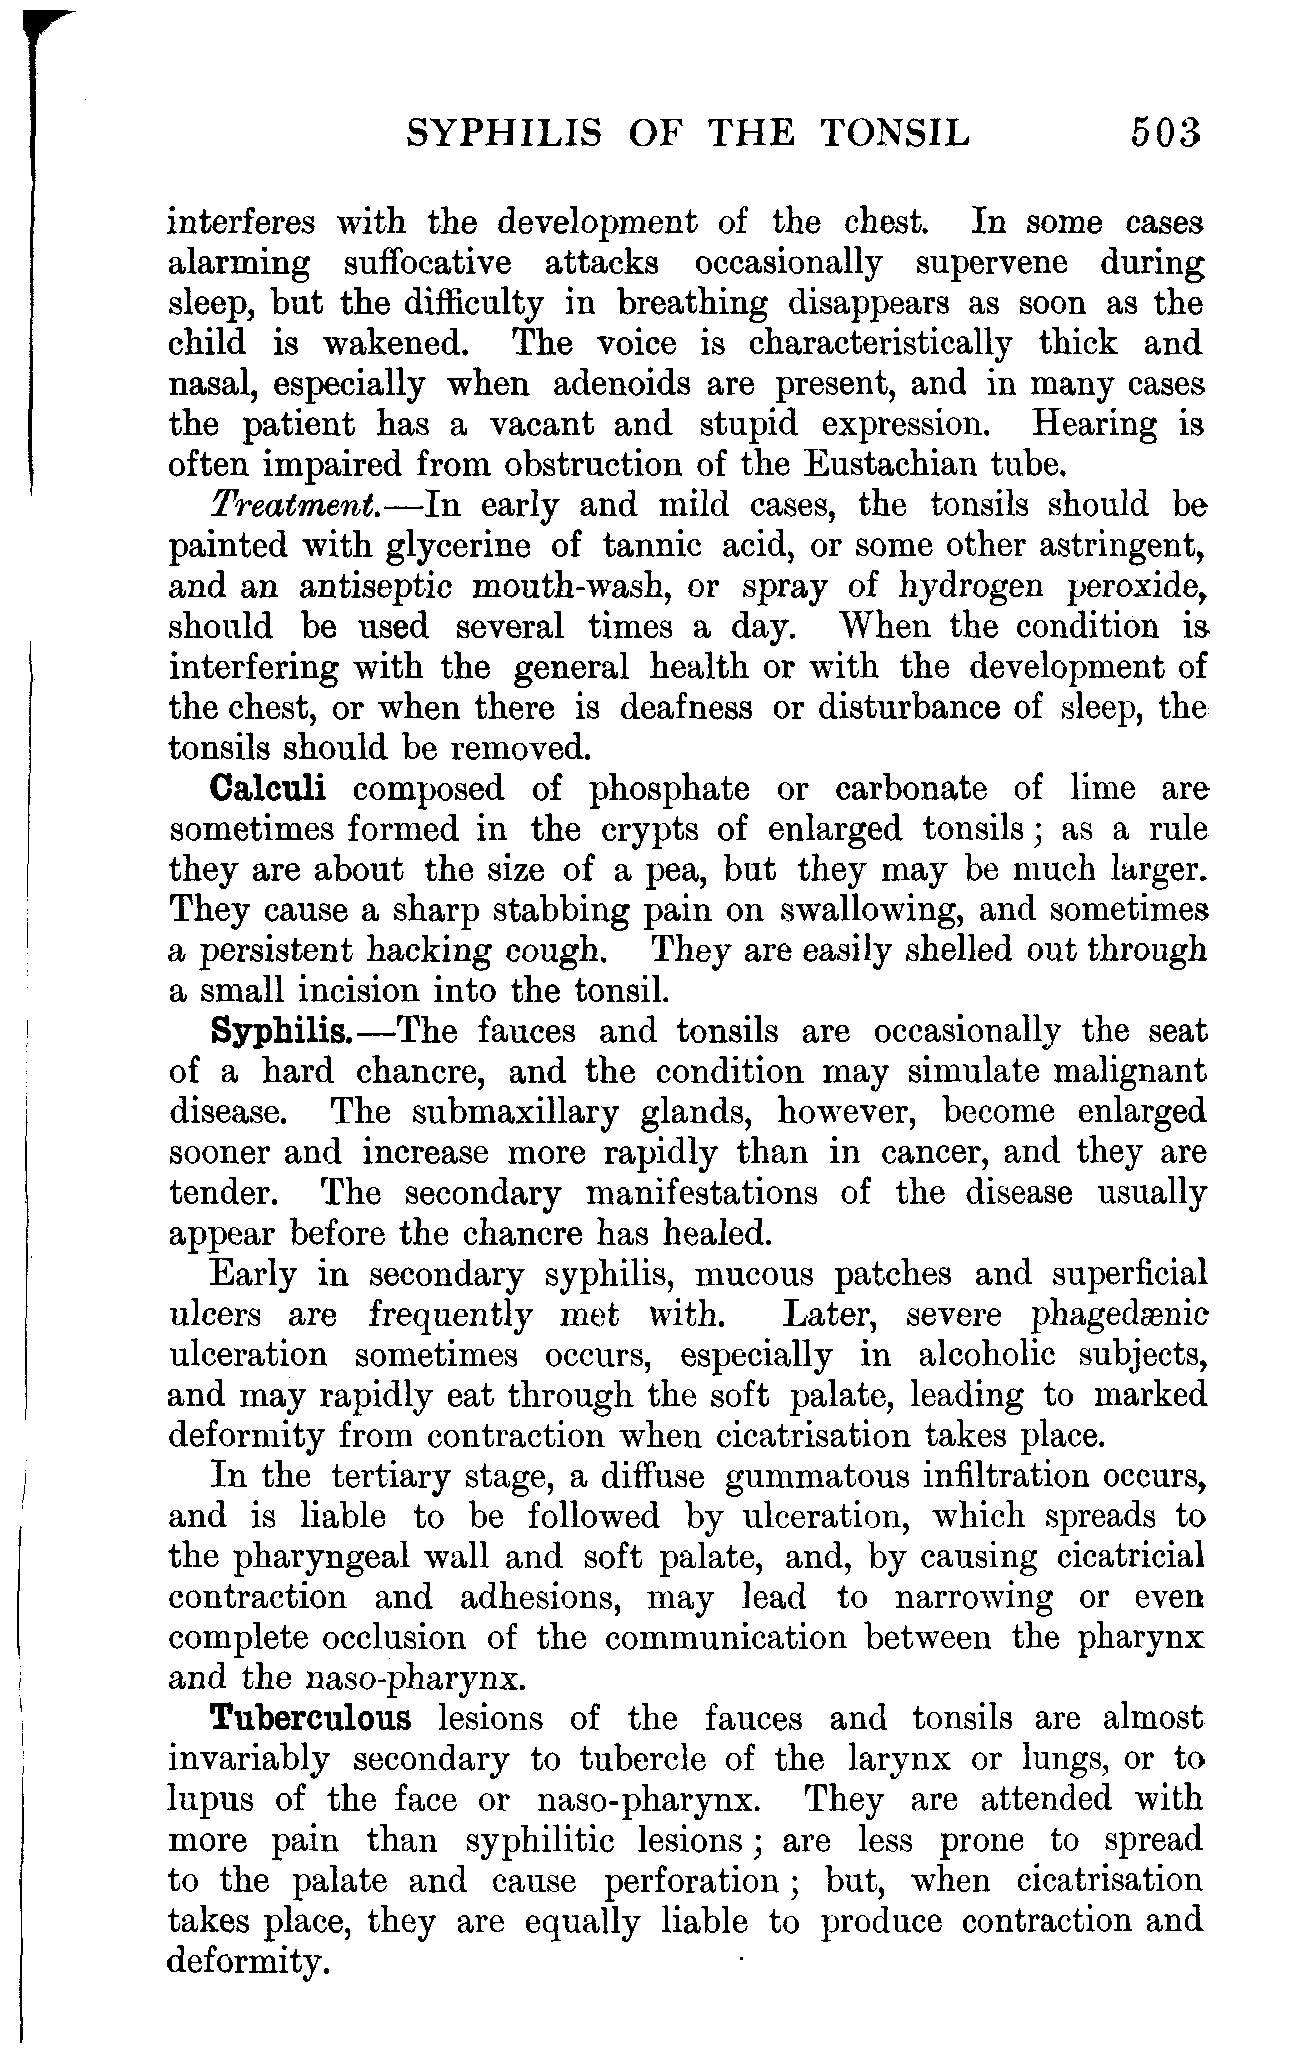 SYPHILIS OF THE TONSIL 503
interferes with the development of the chest. In some cases
alarming suffocative attacks occasionally supervene during
sleep, but the difficulty in breathing disappears as soon as the
child is wakened. The voice is characteristically thick and
nasal, especially when adenoids are present, and in many cases
the patient has a vacant and stupid expression. Hearing is
often impaired from obstruction of the Eustachian tube.
Treatment.—In early and mild cases, the tonsils should be
painted with glycerine of tannic acid, or some other astringent,
and an antiseptic mouth-wash, or spray of hydrogen peroxide,
should be used several times a day. When the condition is
interfering with the general health or with the development of
the chest, or when there is deafness or disturbance of sleep, the
tonsils should be removed.
Calculi composed of phosphate or carbonate of lime are
sometimes formed in the crypts of enlarged tonsils; as a rule
they are about the size of a pea, but they may be much larger.
They cause a sharp stabbing pain on swallowing, and sometimes
a persistent hacking cough. They are easily shelled out through
a small incision into the tonsil.
Syphilis.—The fauces and tonsils are occasionally the seat
of a hard chancre, and the condition may simulate malignant
disease. The submaxillary glands, however, become enlarged
sooner and increase more rapidly than in cancer, and they are
tender. The secondary manifestations of the disease usually
appear before the chancre has healed.
Early in secondary syphilis, mucous patches and superficial
ulcers are frequently met with. Later, severe phagedænic
ulceration sometimes occurs, especially in alcoholic subjects,
and may rapidly eat through the soft palate, leading to marked
deformity from contraction when cicatrisation takes place.
In the tertiary stage, a diffuse gummatous infiltration occurs,
and is liable to be followed by ulceration, which spreads to
the pharyngeal wall and soft palate, and, by causing cicatricial
contraction and adhesions, may lead to narrowing or even
complete occlusion of the communication between the pharynx
and the naso-pharynx.
Tuberculous lesions of the fauces and tonsils are almost
invariably secondary to tubercle of the larynx or lungs, or to
lupus of the face or naso-pharynx. They are attended with
more pain than syphilitic lesions; are less prone to spread
to the palate and cause perforation; but, when cicatrisation
takes place, they are equally liable to produce contraction and
deformity.